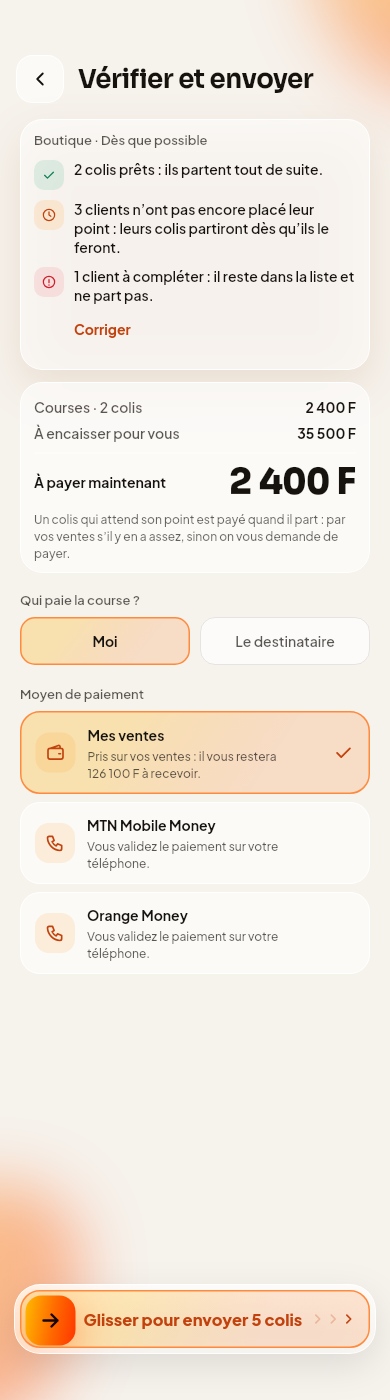 Vérifier et envoyer
Boutique · Dès que possible
2 colis prêts : ils partent tout de suite.
3 clients n’ont pas encore placé leur
point : leurs colis partiront dès qu’ils le
feront.
1 client à compléter : il reste dans la liste et
ne part pas.
Corriger
Courses · 2 colis 2 400 F
À encaisser pour vous 35 500 F
À payer maintenant 2 400 F
Un colis qui attend son point est payé quand il part : par
vos ventes s’il y en a assez, sinon on vous demande de
payer.
Qui paie la course ?
Moi Le destinataire
Moyen de paiement
Mes ventes
Pris sur vos ventes : il vous restera
126 100 F à recevoir.
MTN Mobile Money
Vous validez le paiement sur votre
téléphone.
Orange Money
Vous validez le paiement sur votre
téléphone.
Glisser pour envoyer 5 colis